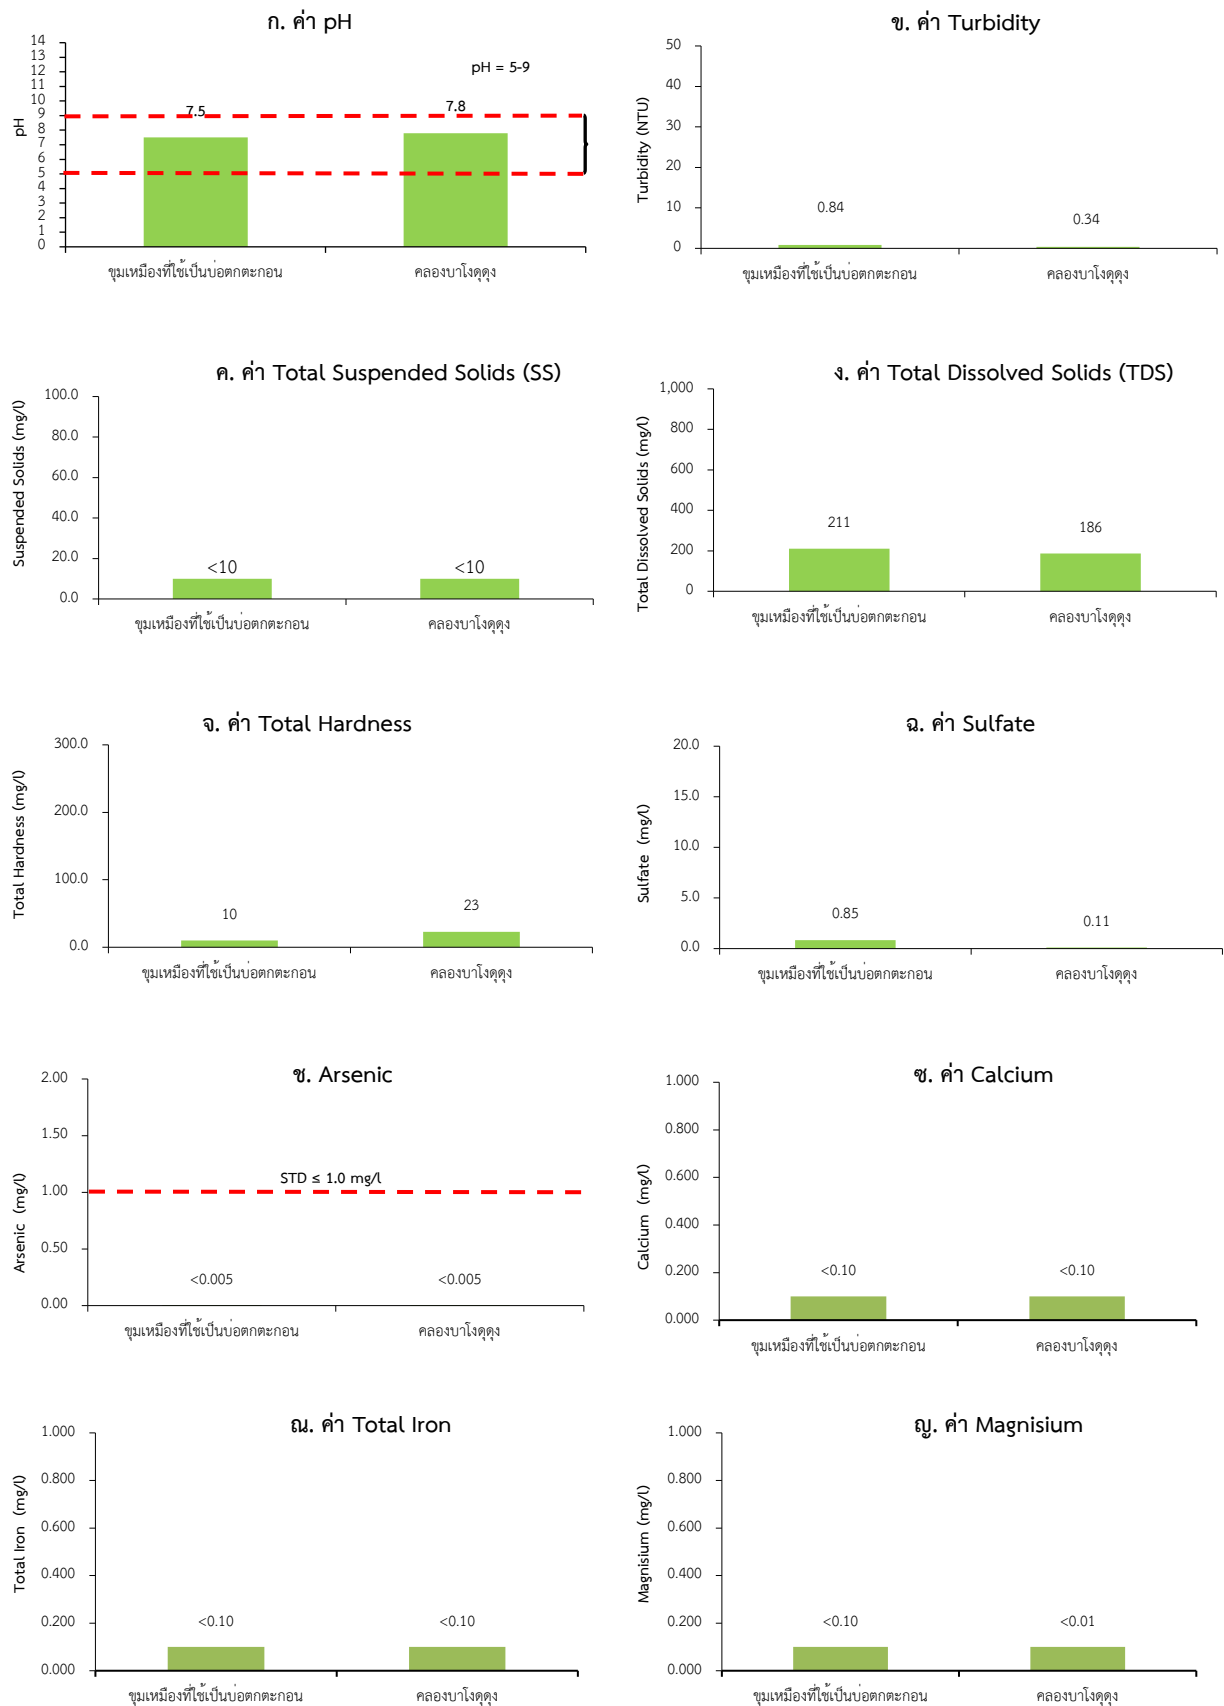 ก. ค่า pH
pH
14
13
12
11
10
9
8
7
6
5
4
3
2
1
0
pH = 5-9
7.5
7.8
ขุมเหมืองที่ใช้เป็นบ่อตกตะกอน
คลองบาโงดุดุง
ข. ค่า Turbidity
Turbidity (NTU)
50
40
30
20
10
0
0.84
0.34
ขุมเหมืองที่ใช้เป็นบ่อตกตะกอน
คลองบาโงดุดุง
ค. ค่า Total Suspended Solids (SS)
Suspended Solids (mg/l)
100.0
80.0
60.0
40.0
20.0
0.0
<10
<10
ขุมเหมืองที่ใช้เป็นบ่อตกตะกอน
คลองบาโงดุดุง
ง. ค่า Total Dissolved Solids (TDS)
Total Dissolved Solids (mg/l)
1,000
800
600
400
200
0
211
186
ขุมเหมืองที่ใช้เป็นบ่อตกตะกอน
คลองบาโงดุดุง
จ. ค่า Total Hardness
Total Hardness (mg/l)
300.0
200.0
100.0
0.0
10
23
ขุมเหมืองที่ใช้เป็นบ่อตกตะกอน
คลองบาโงดุดุง
ฉ. ค่า Sulfate
Sulfate (mg/l)
20.0
15.0
10.0
5.0
0.0
0.85
0.11
ขุมเหมืองที่ใช้เป็นบ่อตกตะกอน
คลองบาโงดุดุง
ช. Arsenic
Arsenic (mg/l)
2.00
1.50
1.00
0.50
0.00
STD ≤ 1.0 mg/l
<0.005
<0.005
ขุมเหมืองที่ใช้เป็นบ่อตกตะกอน
คลองบาโงดุดุง
ซ. ค่า Calcium
Calcium (mg/l)
1.000
0.800
0.600
0.400
0.200
0.000
<0.10
<0.10
ขุมเหมืองที่ใช้เป็นบ่อตกตะกอน
คลองบาโงดุดุง
ณ. ค่า Total Iron
Total Iron (mg/l)
1.000
0.800
0.600
0.400
0.200
0.000
<0.10
<0.10
ขุมเหมืองที่ใช้เป็นบ่อตกตะกอน
คลองบาโงดุดุง
ญ. ค่า Magnisium
Magnisium (mg/l)
1.000
0.800
0.600
0.400
0.200
0.000
<0.10
<0.01
ขุมเหมืองที่ใช้เป็นบ่อตกตะกอน
คลองบาโงดุดุง